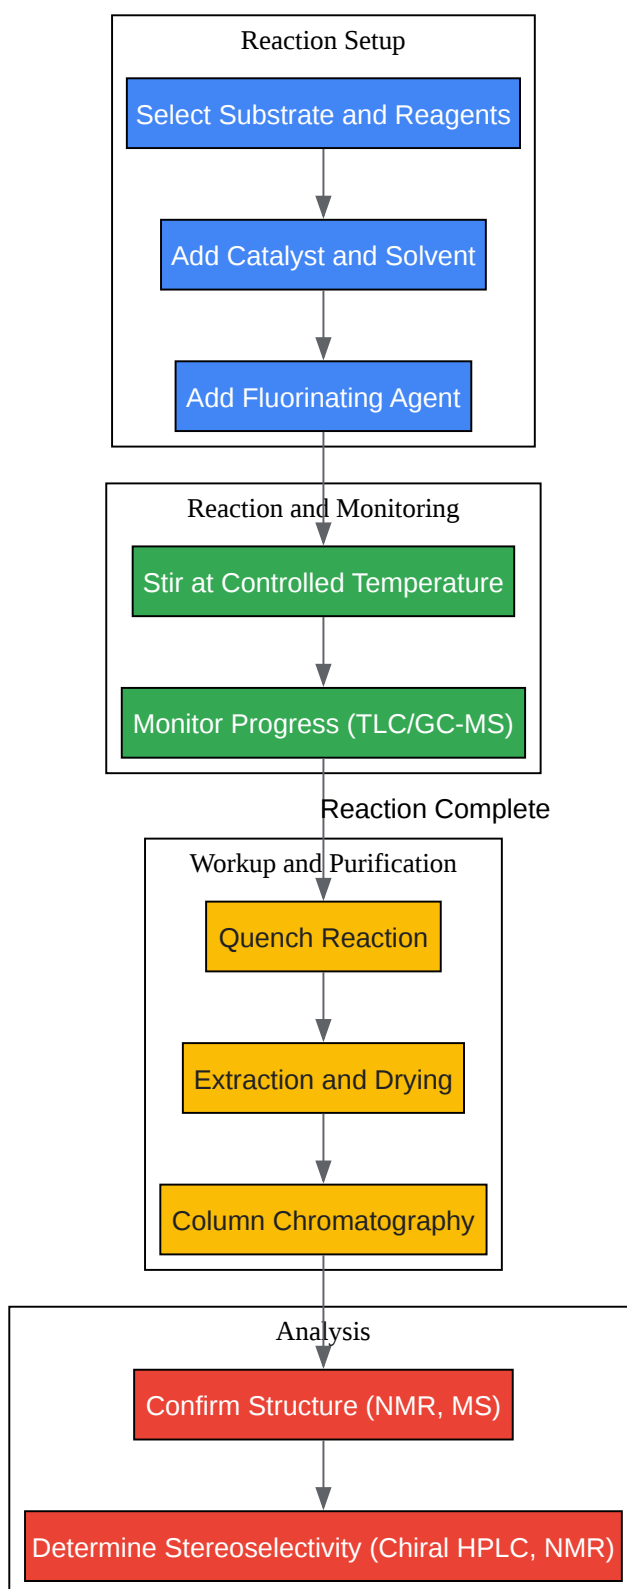 Reaction Setup
Select Substrate and Reagents
Add Catalyst and Solvent
Add Fluorinating Agent
Reaction and Monitoring
Stir at Controlled Temperature
Monitor Progress (TLC/GC-MS)
Reaction Complete
Workup and Purification
Quench Reaction
Extraction and Drying
Column Chromatography
Analysis
Confirm Structure (NMR, MS)
Determine Stereoselectivity (Chiral HPLC, NMR)